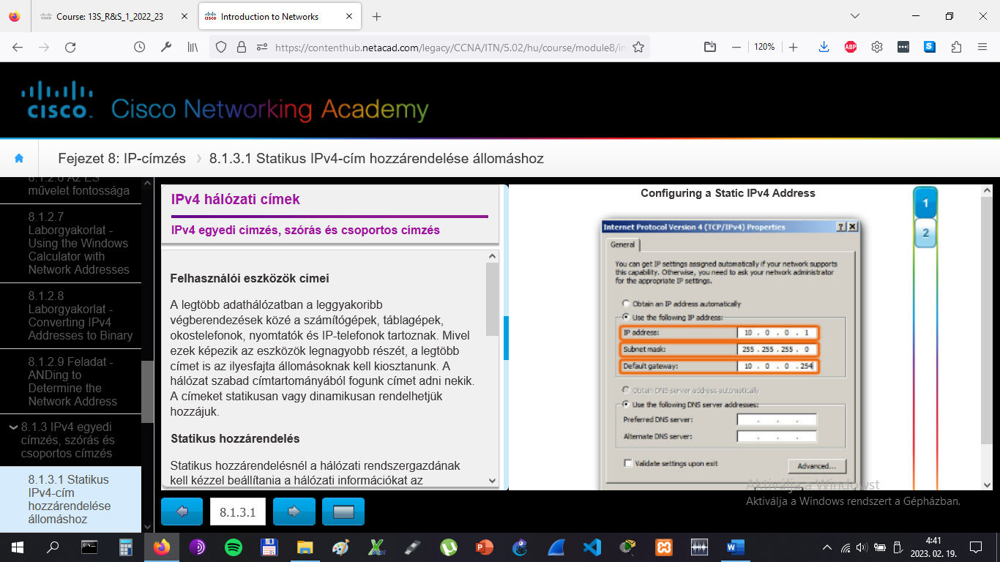 Course: 13S_R&S_1_2022_23
Introduction to Networks
https://contenthub.netacad.com/legacy/CCNA/ITN/5.02/hu/course/module8/in
120%
ABP
CISCO.
Cisco Networking Academy
Fejezet 8: IP-címzés
8.1.3.1 Statikus IPv4-cím hozzárendelése állomáshoz
8.1.2.6 Az ÉS
művelet fontossága
8.1.2.7
Laborgyakorlat -
Using the Windows
Calculator with
Network Addresses
8.1.2.8
Laborgyakorlat -
Converting IPv4
Addresses to Binary
8.1.2.9 Feladat -
ANDing to
Determine the
Network Address
8.1.3 IPv4 egyedi
címzés, szórás és
csoportos címzés
8.1.3.1 Statikus
IPv4-cím
hozzárendelése
állomáshoz
IPv4 hálózati címek
IPv4 egyedi címzés, szórás és csoportos címzés
Felhasználói eszközök címei
A legtöbb adathálózatban a leggyakoribb
végberendezések közé a számítógépek, táblagépek,
okostelefonok, nyomtatók és IP-telefonok tartoznak. Mivel
ezek képezik az eszközök legnagyobb részét, a legtöbb
címet is az ilyesfajta állomásoknak kell kiosztanunk. A
hálózat szabad címtartományából fogunk címet adni nekik.
A címeket statikusan vagy dinamikusan rendelhetjük
hozzájuk.
Statikus hozzárendelés
Statikus hozzárendelésnél a hálózati rendszergazdának
kell kézzel beállítania a hálózati információkat az
8.1.3.1
Configuring a Static IPv4 Address
1
2
Internet Protocol Version 4 (TCP/IPv4) Properties
General
You can get IP settings assigned automatically if your network supports
this capability. Otherwise, you need to ask your network administrator
for the appropriate IP settings.
Obtain an IP address automatically
Use the following IP address:
IP address: 10 . 0 . 0 . 1
Subnet mask: 255 . 255 . 255 . 0
Default gateway: 10 . 0 . 0 . 254
Obtain DNS server address automatically
Use the following DNS server addresses:
Preferred DNS server: . . .
Alternate DNS server: . . .
Validate settings upon exit
Advanced...
Aktiválja a Windowst
Aktiválja a Windows rendszert a Gépházban.
4:41
2023. 02. 19.